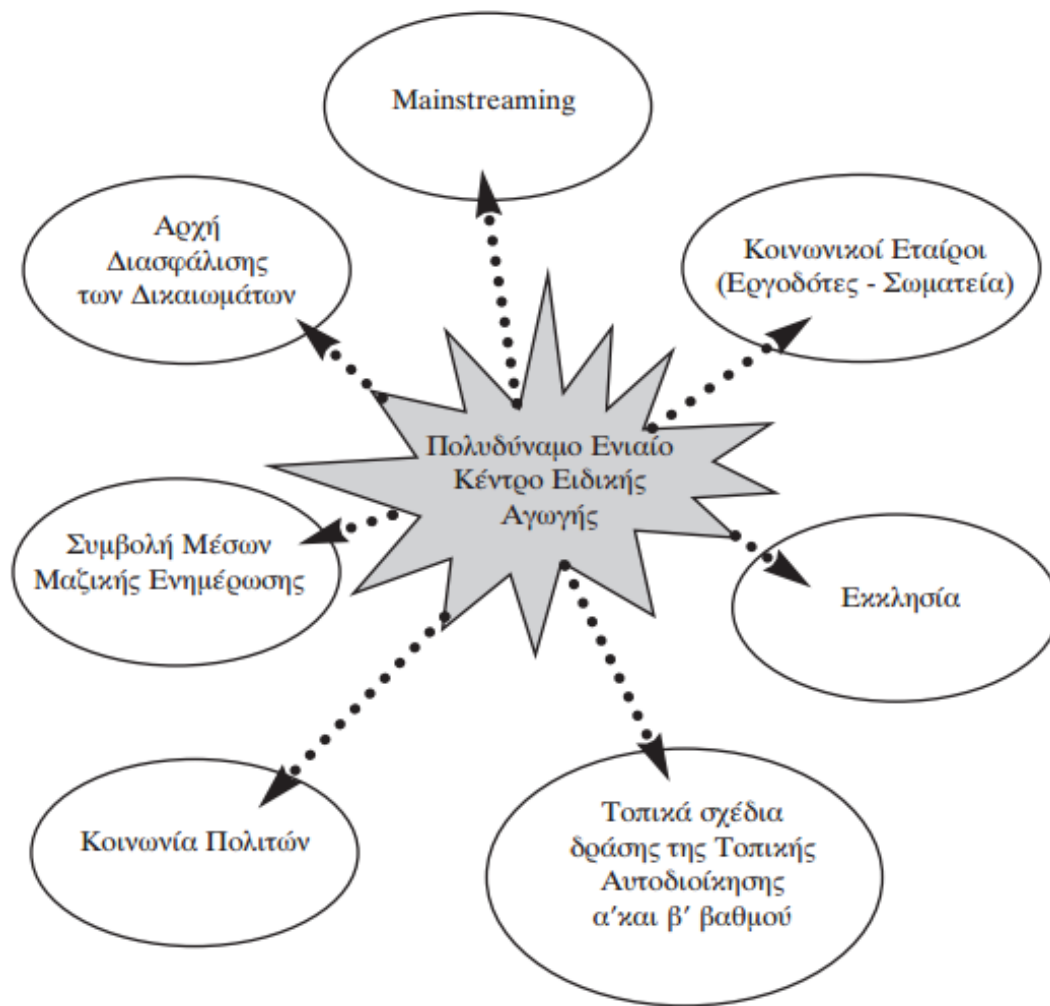 Mainstreaming
Αρχή
Διασφάλισης
των Δικαιωμάτων
Κοινωνικοί Εταίροι
(Εργοδότες - Σωματεία)
Πολυδύναμο Ενιαίο
Κέντρο Ειδικής
Αγωγής
Συμβολή Μέσων
Μαζικής Ενημέρωσης
Εκκλησία
Κοινωνία Πολιτών
Τοπικά σχέδια
δράσης της Τοπικής
Αυτοδιοίκησης
α΄και β΄ βαθμού